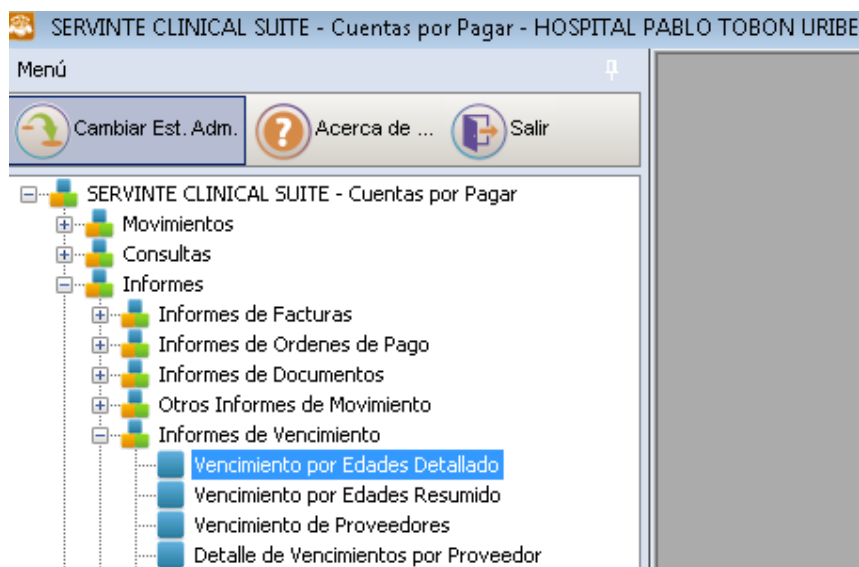 SERVINTE CLINICAL SUITE - Cuentas por Pagar - HOSPITAL PABLO TOBON URIBE
Menú
Cambiar Est. Adm.
Acerca de ...
Salir
SERVINTE CLINICAL SUITE - Cuentas por Pagar
Movimientos
Consultas
Informes
Informes de Facturas
Informes de Ordenes de Pago
Informes de Documentos
Otros Informes de Movimiento
Informes de Vencimiento
Vencimiento por Edades Detallado
Vencimiento por Edades Resumido
Vencimiento de Proveedores
Detalle de Vencimientos por Proveedor